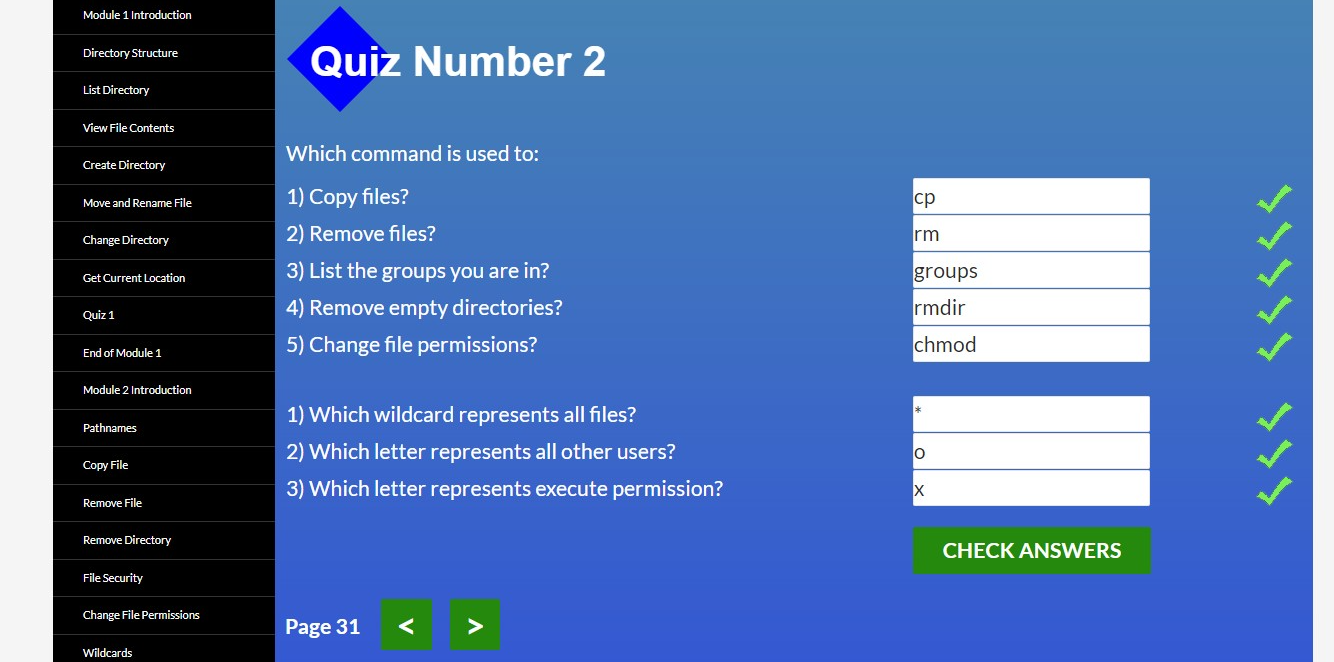 Module 1 Introduction
Directory Structure
List Directory
View File Contents
Create Directory
Move and Rename File
Change Directory
Get Current Location
Quiz 1
End of Module 1
Module 2 Introduction
Pathnames
Copy File
Remove File
Remove Directory
File Security
Change File Permissions
Wildcards
Quiz Number 2
Which command is used to:
1) Copy files? cp
2) Remove files? rm
3) List the groups you are in? groups
4) Remove empty directories? rmdir
5) Change file permissions? chmod
1) Which wildcard represents all files? *
2) Which letter represents all other users? o
3) Which letter represents execute permission? x
CHECK ANSWERS
Page 31 < >